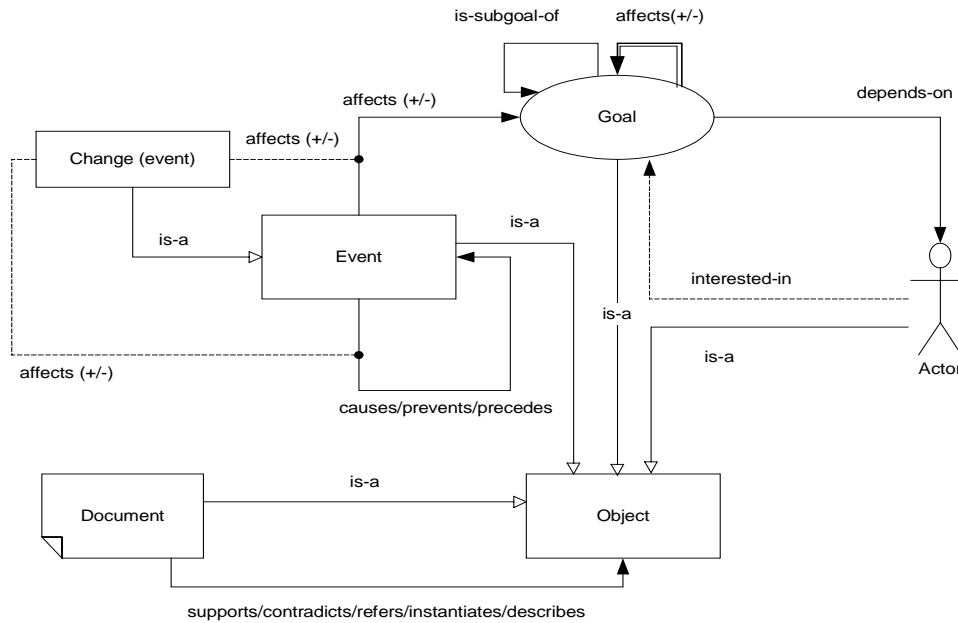 is-subgoal-of
affects(+/-)
affects (+/-)
depends-on
Goal
affects (+/-)
Change (event)
is-a
is-a
Event
interested-in
is-a
is-a
Actor
affects (+/-)
causes/prevents/precedes
is-a
Document
Object
supports/contradicts/refers/instantiates/describes